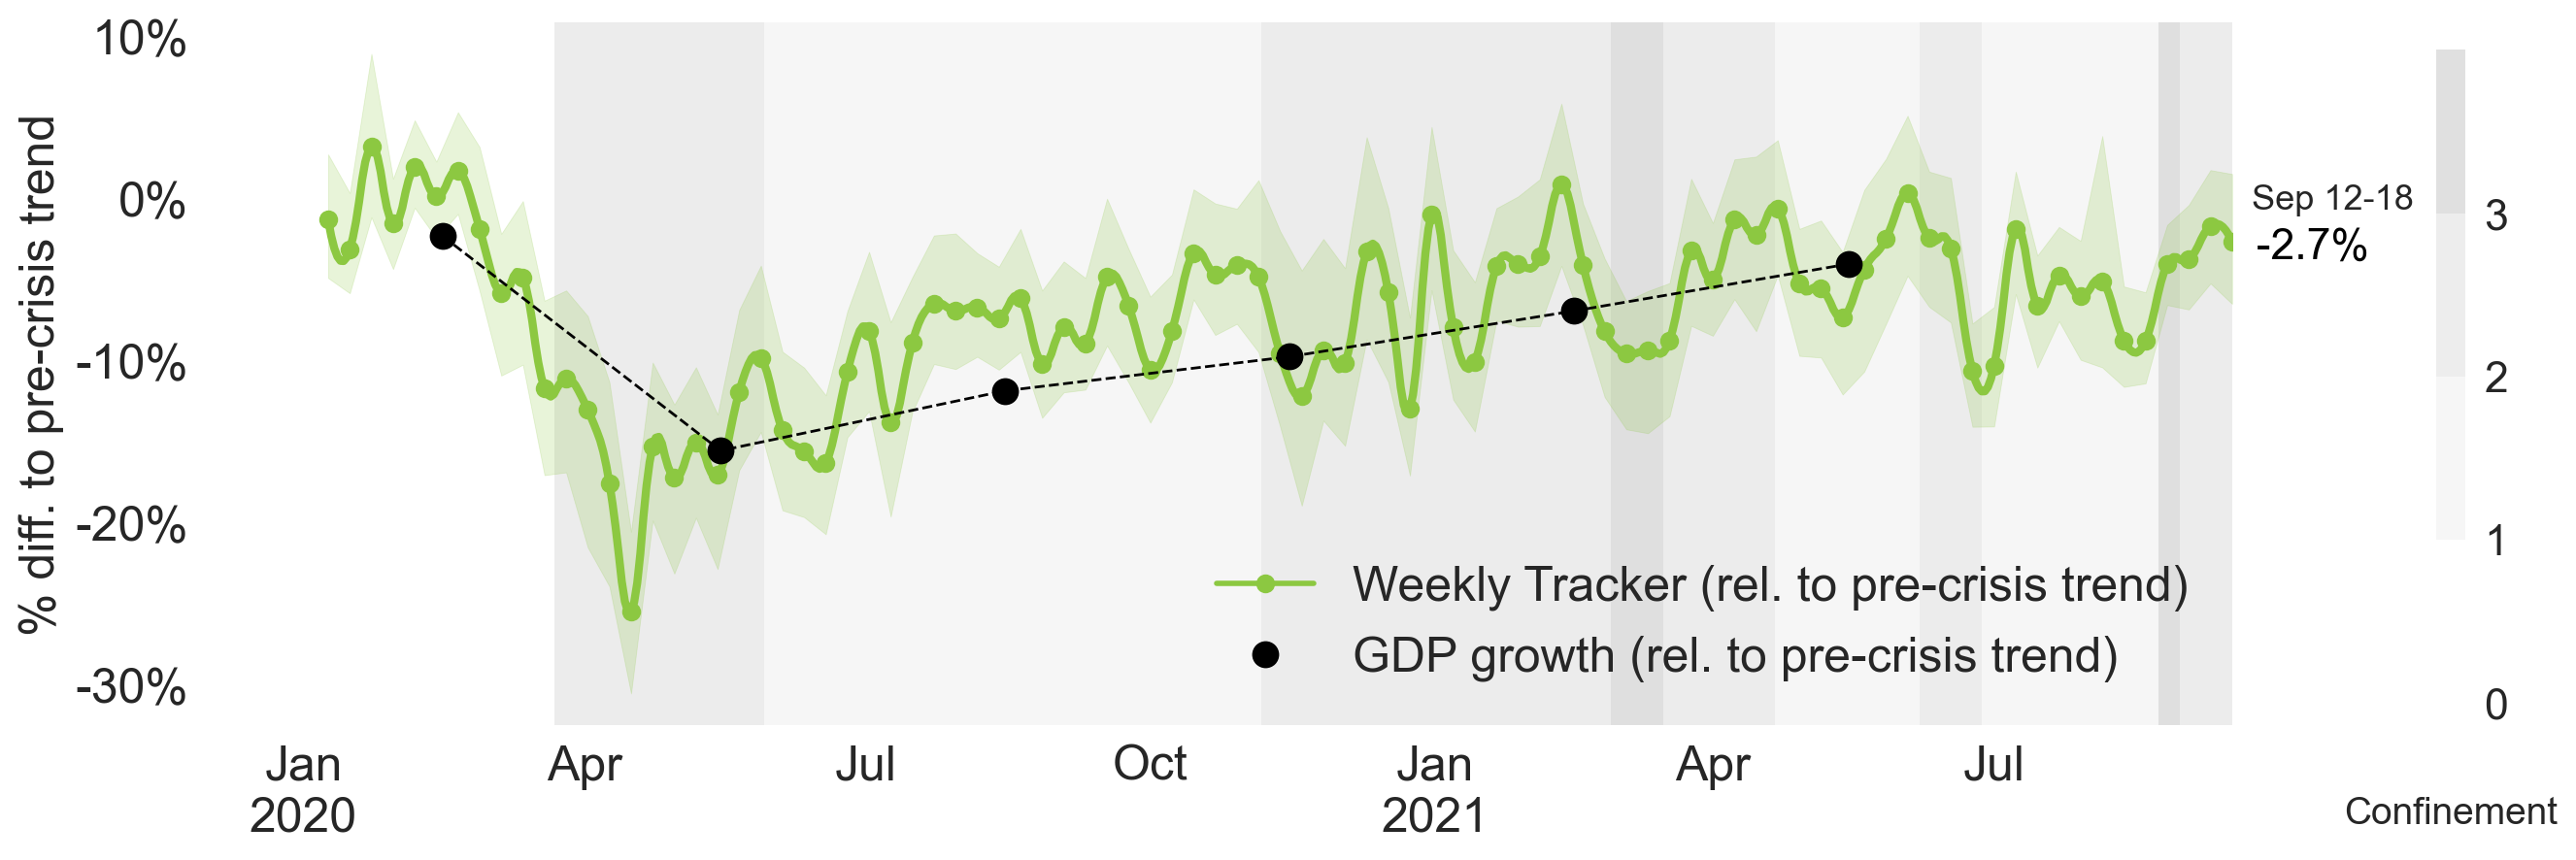 % diff. to pre-crisis trend
10%
0%
-10%
-20%
-30%
Jan
2020
Apr
Jul
Oct
Jan
2021
Apr
Jul
Weekly Tracker (rel. to pre-crisis trend)
GDP growth (rel. to pre-crisis trend)
Sep 12-18
-2.7%
3
2
1
0
Confinement